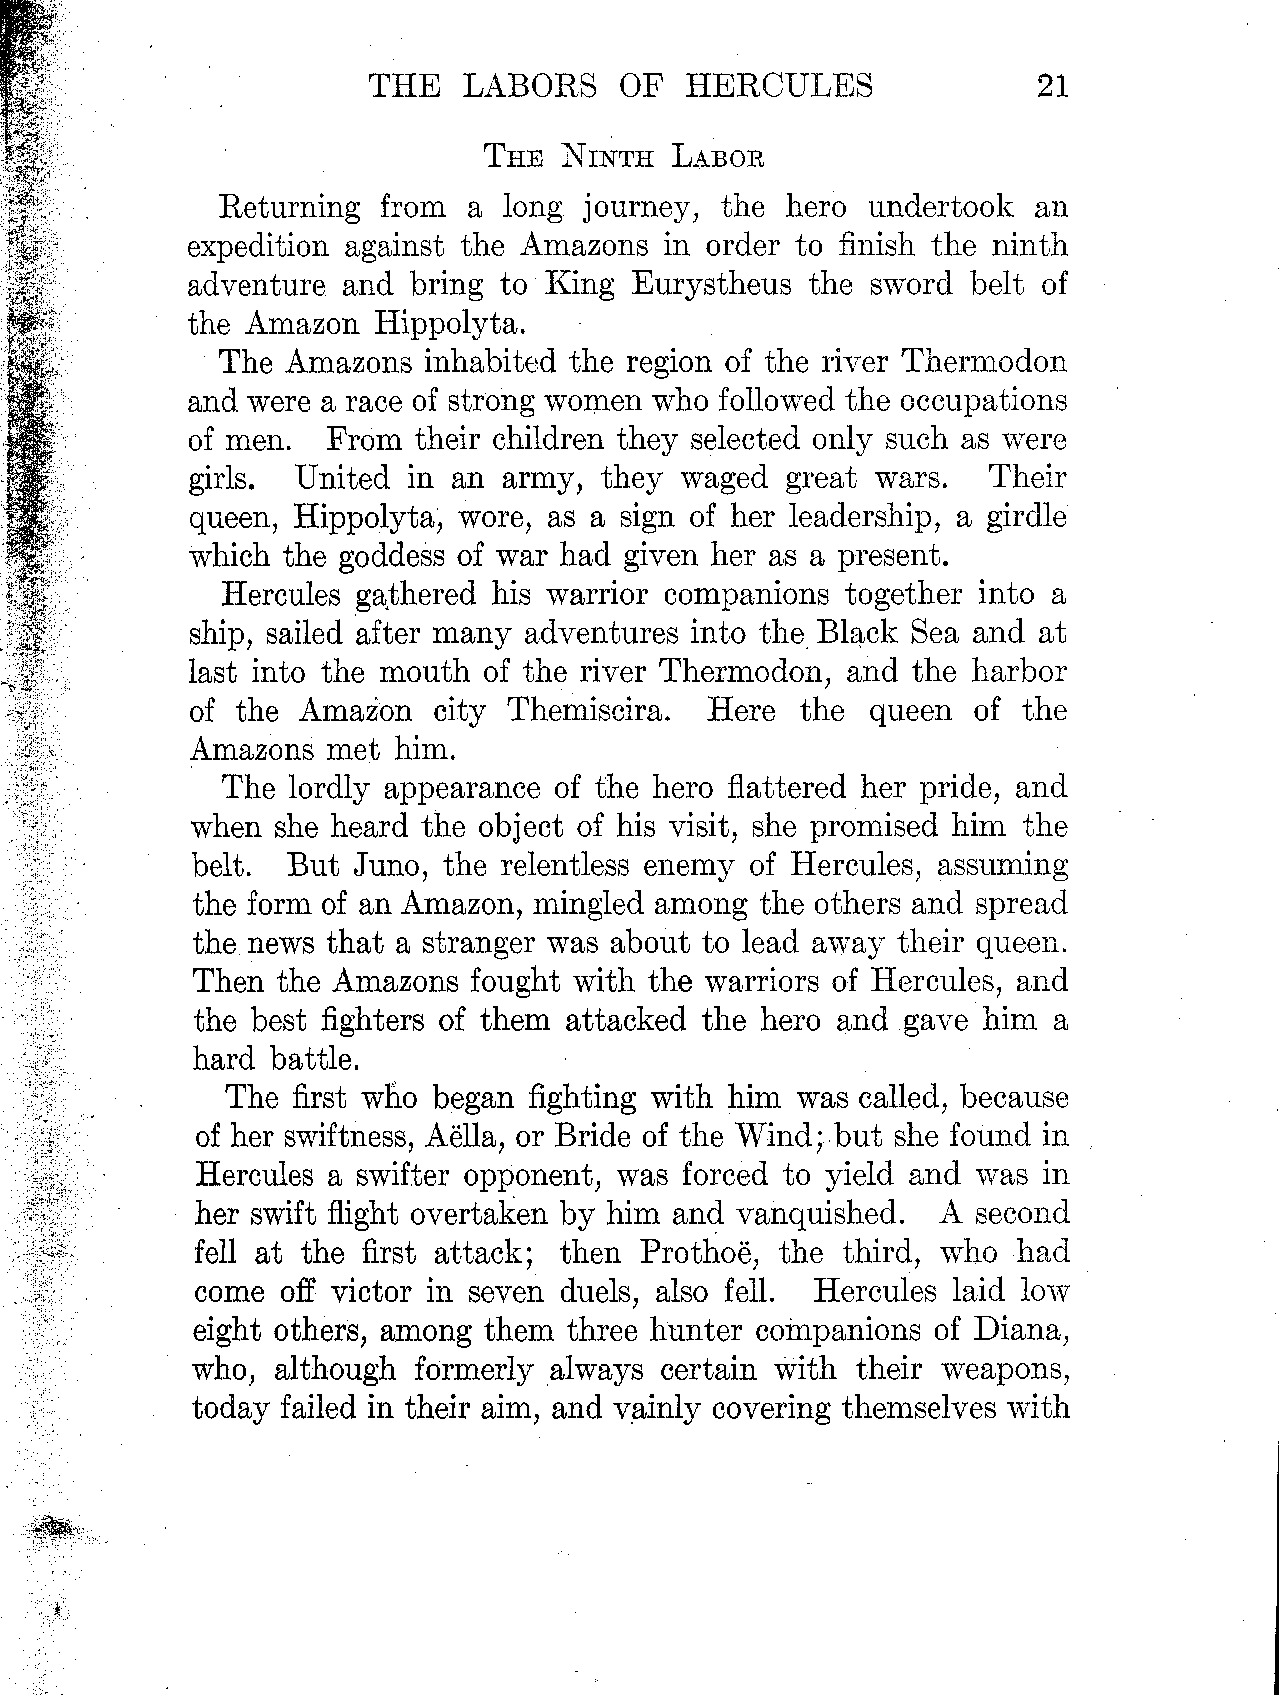 THE LABORS OF HERCULES 21
THE NINTH LABOR
Returning from a long journey, the hero undertook an
expedition against the Amazons in order to finish the ninth
adventure and bring to King Eurystheus the sword belt of
the Amazon Hippolyta.
The Amazons inhabited the region of the river Thermodon
and were a race of strong women who followed the occupations
of men. From their children they selected only such as were
girls. United in an army, they waged great wars. Their
queen, Hippolyta, wore, as a sign of her leadership, a girdle
which the goddess of war had given her as a present.
Hercules gathered his warrior companions together into a
ship, sailed after many adventures into the Black Sea and at
last into the mouth of the river Thermodon, and the harbor
of the Amazon city Themiscira. Here the queen of the
Amazons met him.
The lordly appearance of the hero flattered her pride, and
when she heard the object of his visit, she promised him the
belt. But Juno, the relentless enemy of Hercules, assuming
the form of an Amazon, mingled among the others and spread
the news that a stranger was about to lead away their queen.
Then the Amazons fought with the warriors of Hercules, and
the best fighters of them attacked the hero and gave him a
hard battle.
The first who began fighting with him was called, because
of her swiftness, Aëlla, or Bride of the Wind; but she found in
Hercules a swifter opponent, was forced to yield and was in
her swift flight overtaken by him and vanquished. A second
fell at the first attack; then Prothoë, the third, who had
come off victor in seven duels, also fell. Hercules laid low
eight others, among them three hunter companions of Diana,
who, although formerly always certain with their weapons,
today failed in their aim, and vainly covering themselves with